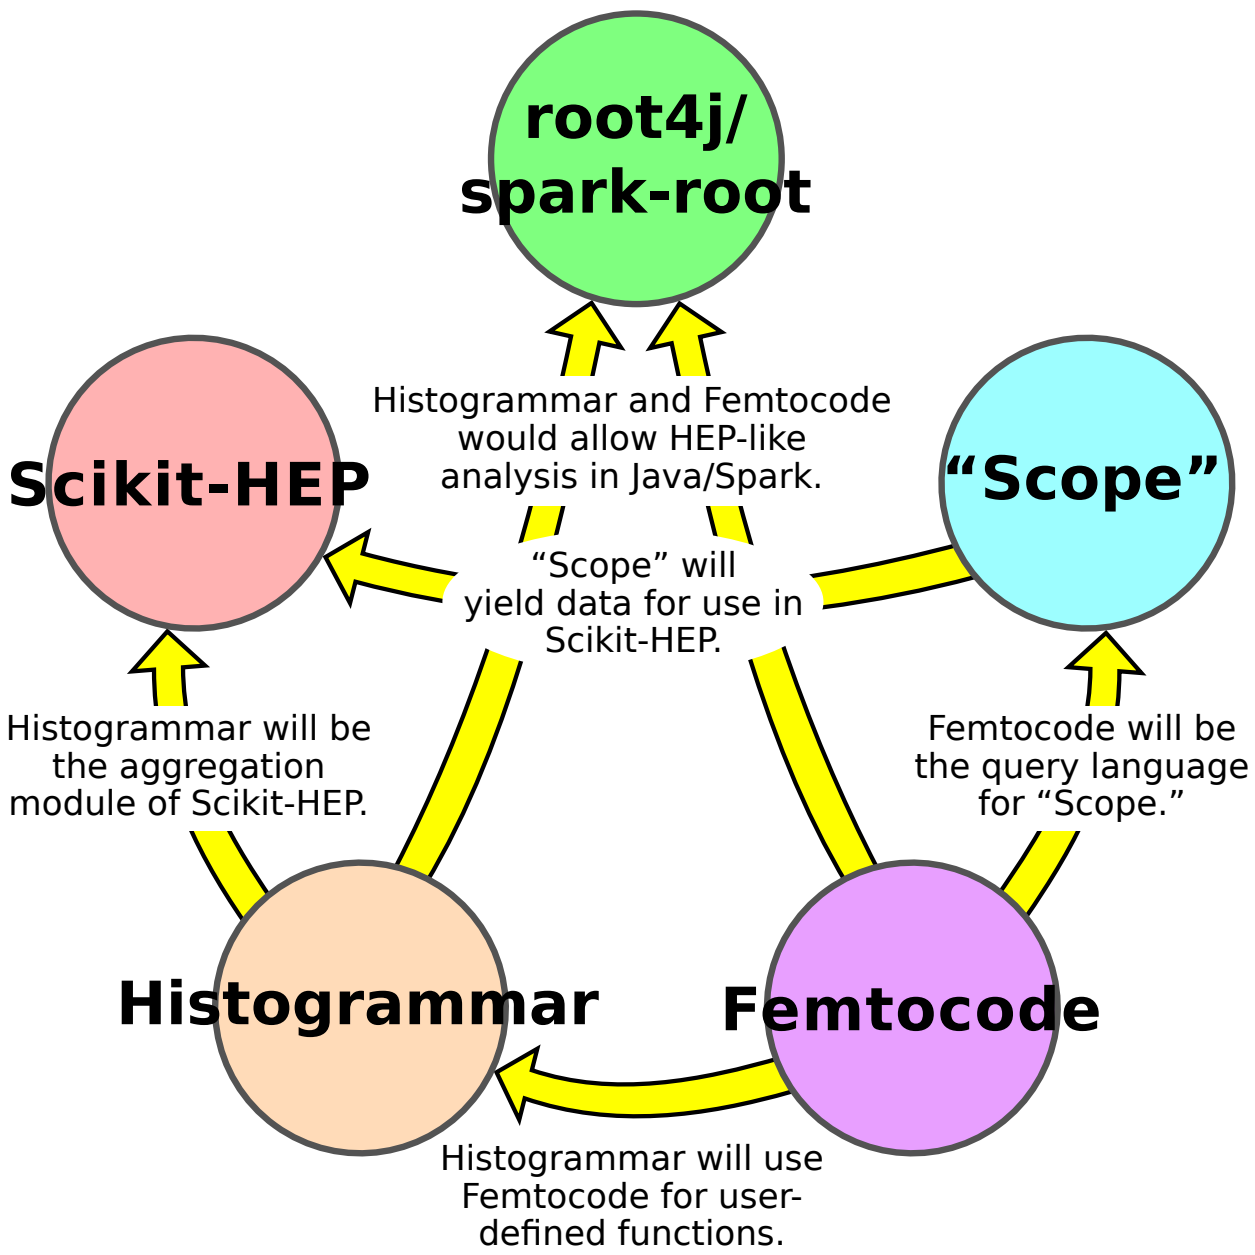 root4j/
spark-root
Histogrammar and Femtocode
would allow HEP-like
analysis in Java/Spark.
Scikit-HEP
“Scope”
“Scope” will
yield data for use in
Scikit-HEP.
Histogrammar will be
the aggregation
module of Scikit-HEP.
Femtocode will be
the query language
for “Scope.”
Histogrammar
Femtocode
Histogrammar will use
Femtocode for user-
defined functions.